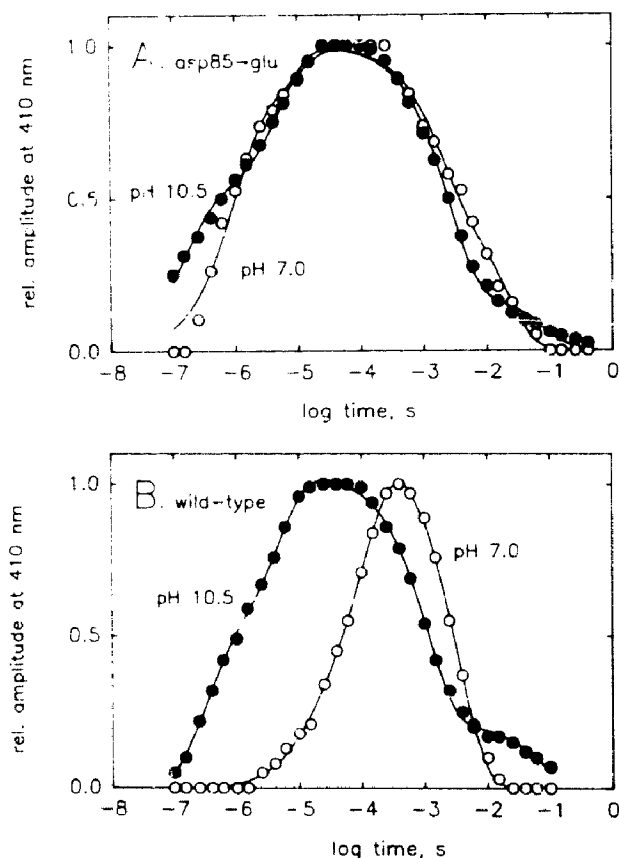 A. asp85→glu
rel. amplitude at 410 nm
1.0
0.5
0.0
pH 10.5
pH 7.0
−8 −7 −6 −5 −4 −3 −2 −1 0
log time, s
B. wild-type
rel. amplitude at 410 nm
1.0
0.5
0.0
pH 10.5
pH 7.0
−8 −7 −6 −5 −4 −3 −2 −1 0
log time, s